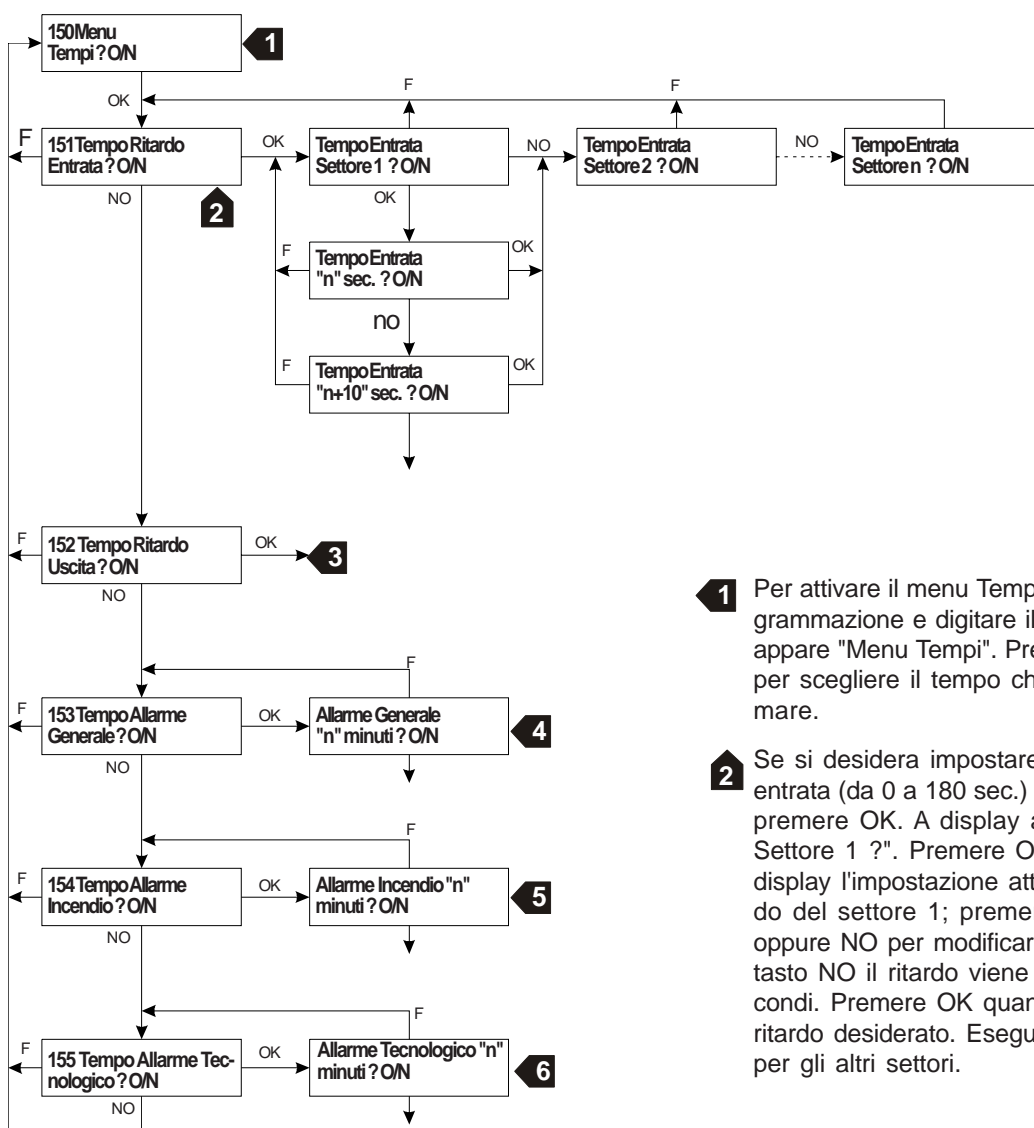 150 Menu
Tempi ? O/N
1
OK
F
F
F
151 Tempo Ritardo
Entrata ? O/N
OK
Tempo Entrata
Settore 1 ? O/N
NO
Tempo Entrata
Settore 2 ? O/N
NO
Tempo Entrata
Settore n ? O/N
NO
2
OK
F
Tempo Entrata
"n" sec. ? O/N
OK
no
F
Tempo Entrata
"n+10" sec. ? O/N
OK
F
152 Tempo Ritardo
Uscita ? O/N
OK
3
NO
F
F
153 Tempo Allarme
Generale ? O/N
OK
Allarme Generale
"n" minuti ? O/N
4
NO
F
F
154 Tempo Allarme
Incendio ? O/N
OK
Allarme Incendio "n"
minuti ? O/N
5
NO
F
F
155 Tempo Allarme Tec-
nologico ? O/N
OK
Allarme Tecnologico "n"
minuti ? O/N
6
NO
1 Per attivare il menu Temp
grammazione e digitare il
appare "Menu Tempi". Pre
per scegliere il tempo ch
mare.
2 Se si desidera impostare
entrata (da 0 a 180 sec.)
premere OK. A display a
Settore 1 ?". Premere O
display l'impostazione att
do del settore 1; preme
oppure NO per modificar
tasto NO il ritardo viene
condi. Premere OK quan
ritardo desiderato. Esegu
per gli altri settori.